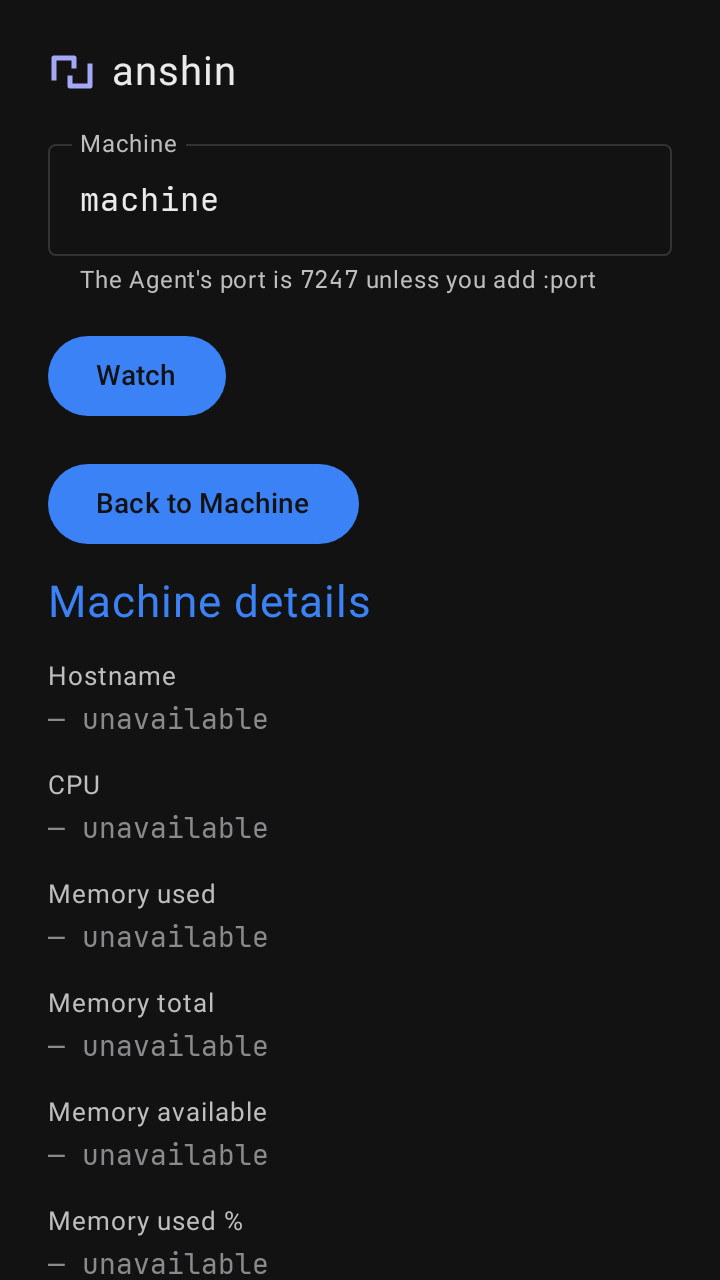 anshin
Machine
machine
The Agent's port is 7247 unless you add :port
Watch
Back to Machine
Machine details
Hostname
— unavailable
CPU
— unavailable
Memory used
— unavailable
Memory total
— unavailable
Memory available
— unavailable
Memory used %
— unavailable